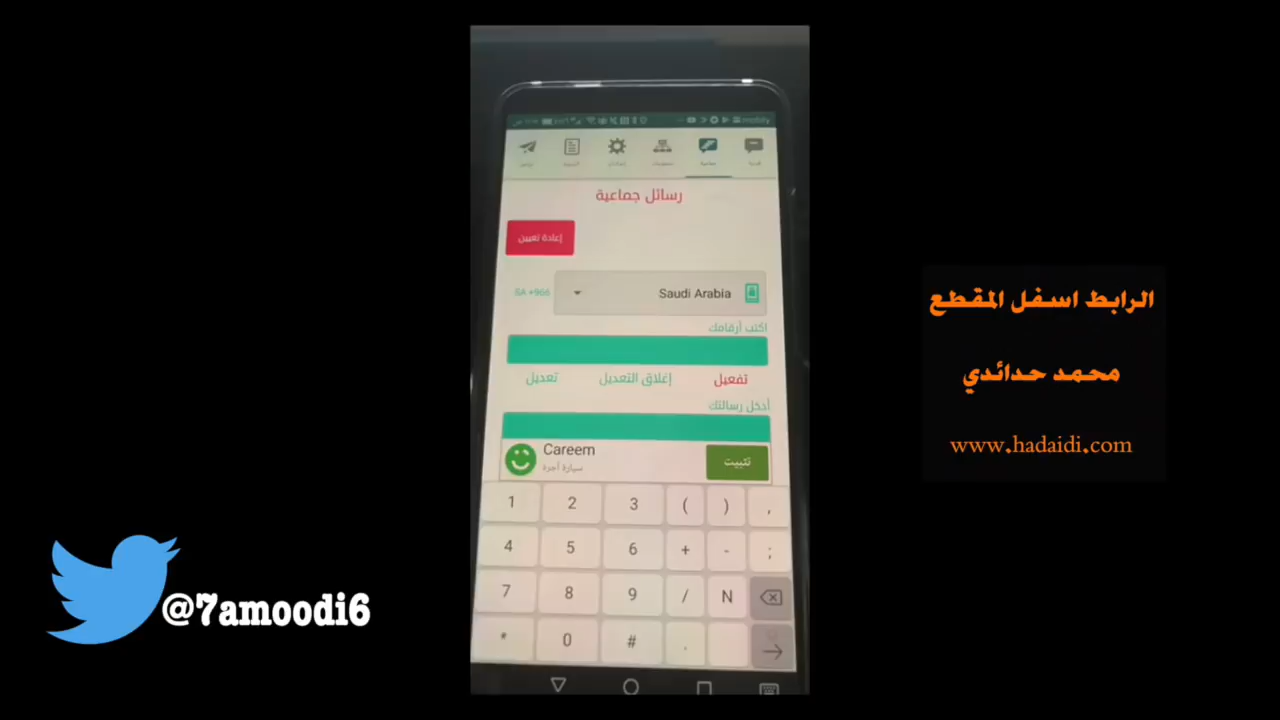 mobily
رسائل جماعية
إعادة تعيين
Saudi Arabia
SA +966
اكتب أرقامك
تفعيل
إغلاق التعديل
تعديل
أدخل رسالتك
Careem
سيارة أجرة
تثبيت
1 2 3 ( ) ,
4 5 6 + - ;
7 8 9 / N
* 0 # .
الرابط اسفل المقطع
محمد حدائدي
www.hadaidi.com
@7amoodi6